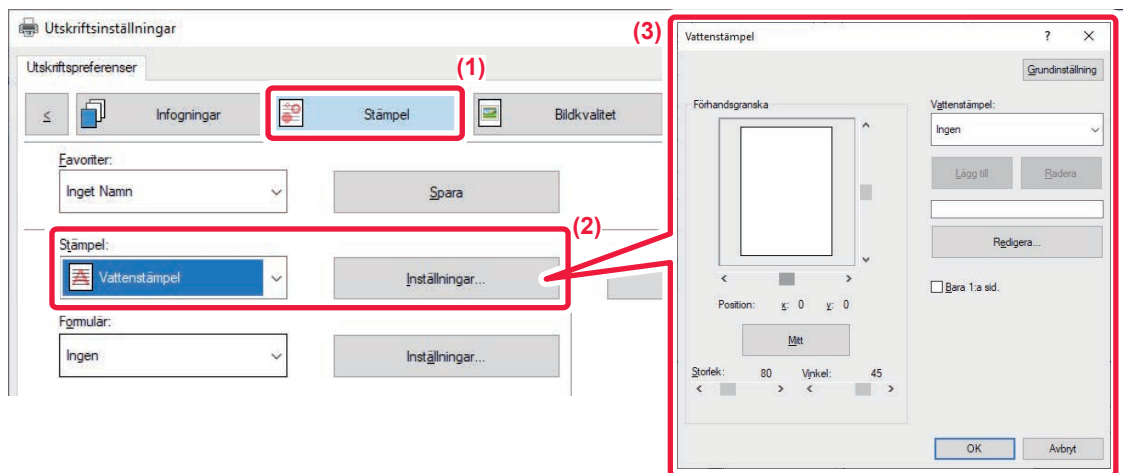 Utskriftsinställningar
Utskriftspreferenser
(1)
≤ Infogningar Stämpel Bildkvalitet
Favoriter:
Inget Namn Spara
(2)
Stämpel:
Vattenstämpel Inställningar...
Formulär:
Ingen Inställningar...
(3)
Vattenstämpel ? X
Grundinställning
Förhandsgranska
Vattenstämpel:
Ingen
Lägg till Radera
Redigera...
Bara 1:a sid.
Position: x: 0 y: 0
Mitt
Storlek: 80 Vinkel: 45
OK Avbryt